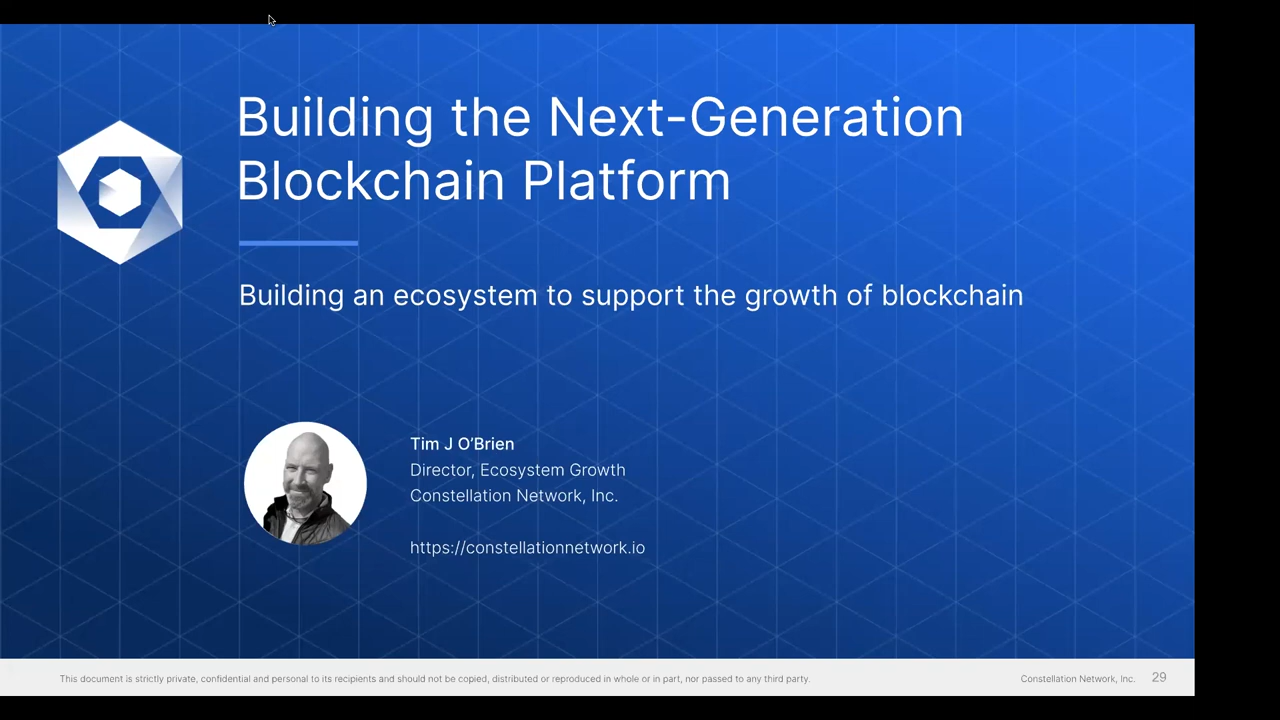 Building the Next-Generation
Blockchain Platform
Building an ecosystem to support the growth of blockchain
Tim J O’Brien
Director, Ecosystem Growth
Constellation Network, Inc.
https://constellationnetwork.io
This document is strictly private, confidential and personal to its recipients and should not be copied, distributed or reproduced in whole or in part, nor passed to any third party.
Constellation Network, Inc. 29